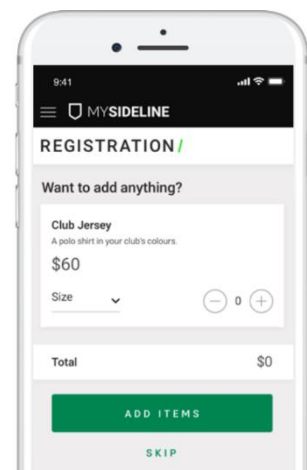 9:41
MYSIDELINE
REGISTRATION/
Want to add anything?
Club Jersey
A polo shirt in your club's colours.
$60
Size
0
Total $0
ADD ITEMS
SKIP